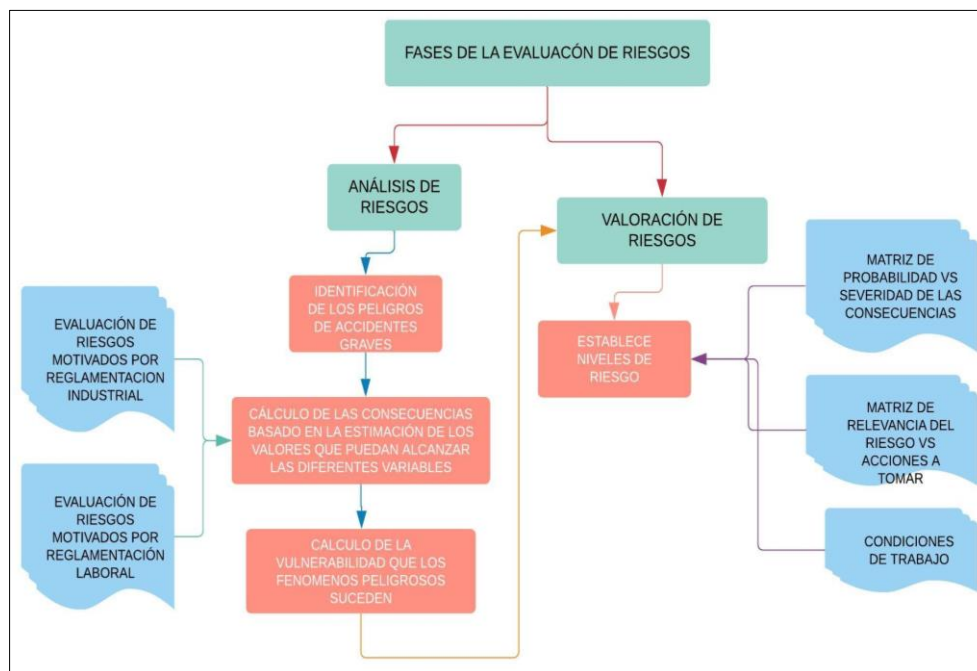 FASES DE LA EVALUACÓN DE RIESGOS
ANÁLISIS DE
RIESGOS
VALORACIÓN DE
RIESGOS
IDENTIFICACIÓN
DE LOS PELIGROS
DE ACCIDENTES
GRAVES
EVALUACIÓN DE
RIESGOS
MOTIVADOS POR
REGLAMENTACION
INDUSTRIAL
CÁLCULO DE LAS CONSECUENCIAS
BASADO EN LA ESTIMACIÓN DE LOS
VALORES QUE PUEDAN ALCANZAR
LAS DIFERENTES VARIABLES
EVALUACIÓN DE
RIESGOS
MOTIVADOS POR
REGLAMENTACIÓN
LABORAL
CALCULO DE LA
VULNERABILIDAD QUE LOS
FENOMENOS PELIGROSOS
SUCEDEN
ESTABLECE
NIVELES DE
RIESGO
MATRIZ DE
PROBABILIDAD VS
SEVERIDAD DE LAS
CONSECUENCIAS
MATRIZ DE
RELEVANCIA DEL
RIESGO VS
ACCIONES A
TOMAR
CONDICIONES
DE TRABAJO